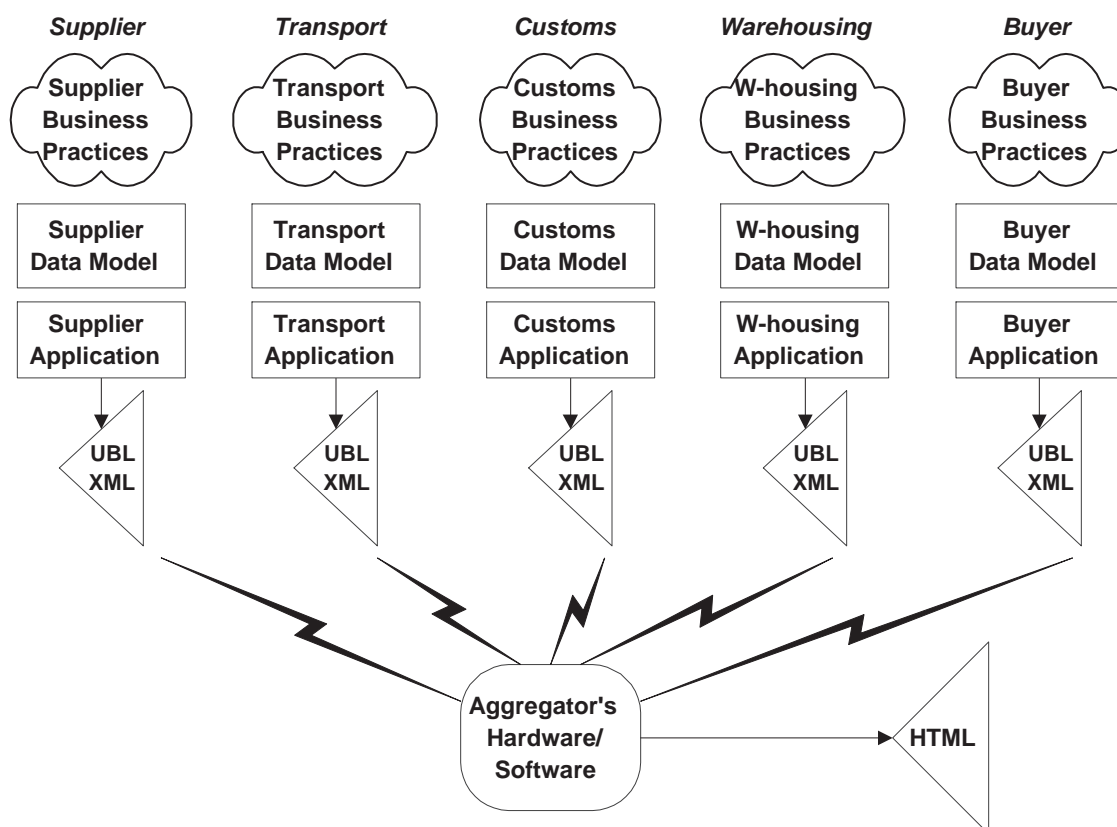 Supplier
Transport
Customs
Warehousing
Buyer
Supplier
Business
Practices
Transport
Business
Practices
Customs
Business
Practices
W-housing
Business
Practices
Buyer
Business
Practices
Supplier
Data Model
Transport
Data Model
Customs
Data Model
W-housing
Data Model
Buyer
Data Model
Supplier
Application
Transport
Application
Customs
Application
W-housing
Application
Buyer
Application
UBL
XML
UBL
XML
UBL
XML
UBL
XML
UBL
XML
Aggregator's
Hardware/
Software
HTML